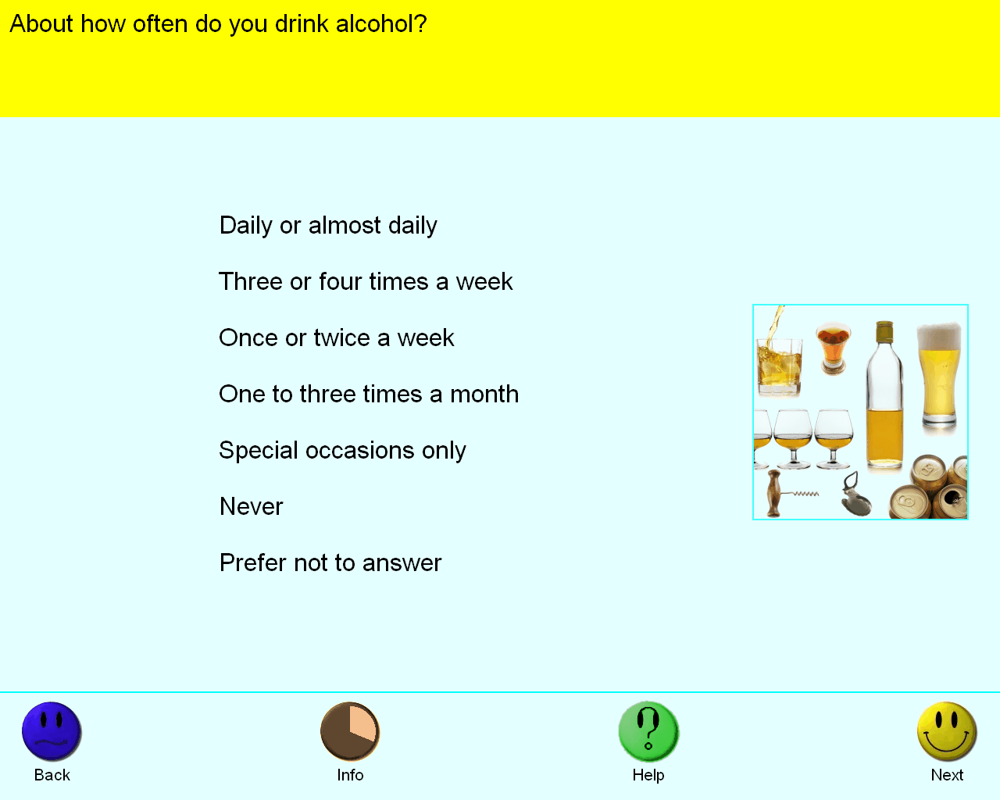 About how often do you drink alcohol?
Daily or almost daily
Three or four times a week
Once or twice a week
One to three times a month
Special occasions only
Never
Prefer not to answer
Back
Info
Help
Next